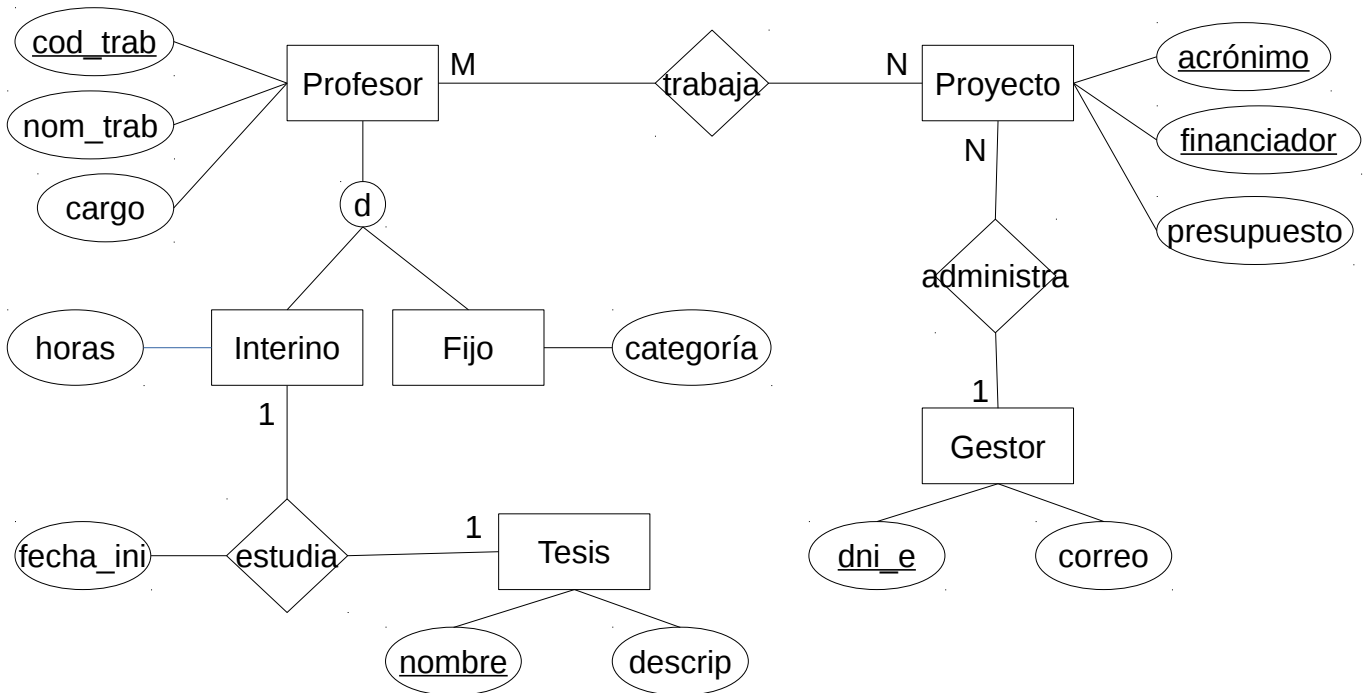 cod_trab
nom_trab
cargo
Profesor
M
trabaja
N
Proyecto
acrónimo
financiador
presupuesto
d
N
administra
1
Gestor
dni_e
correo
horas
Interino
Fijo
categoría
1
fecha_ini
estudia
1
Tesis
nombre
descrip